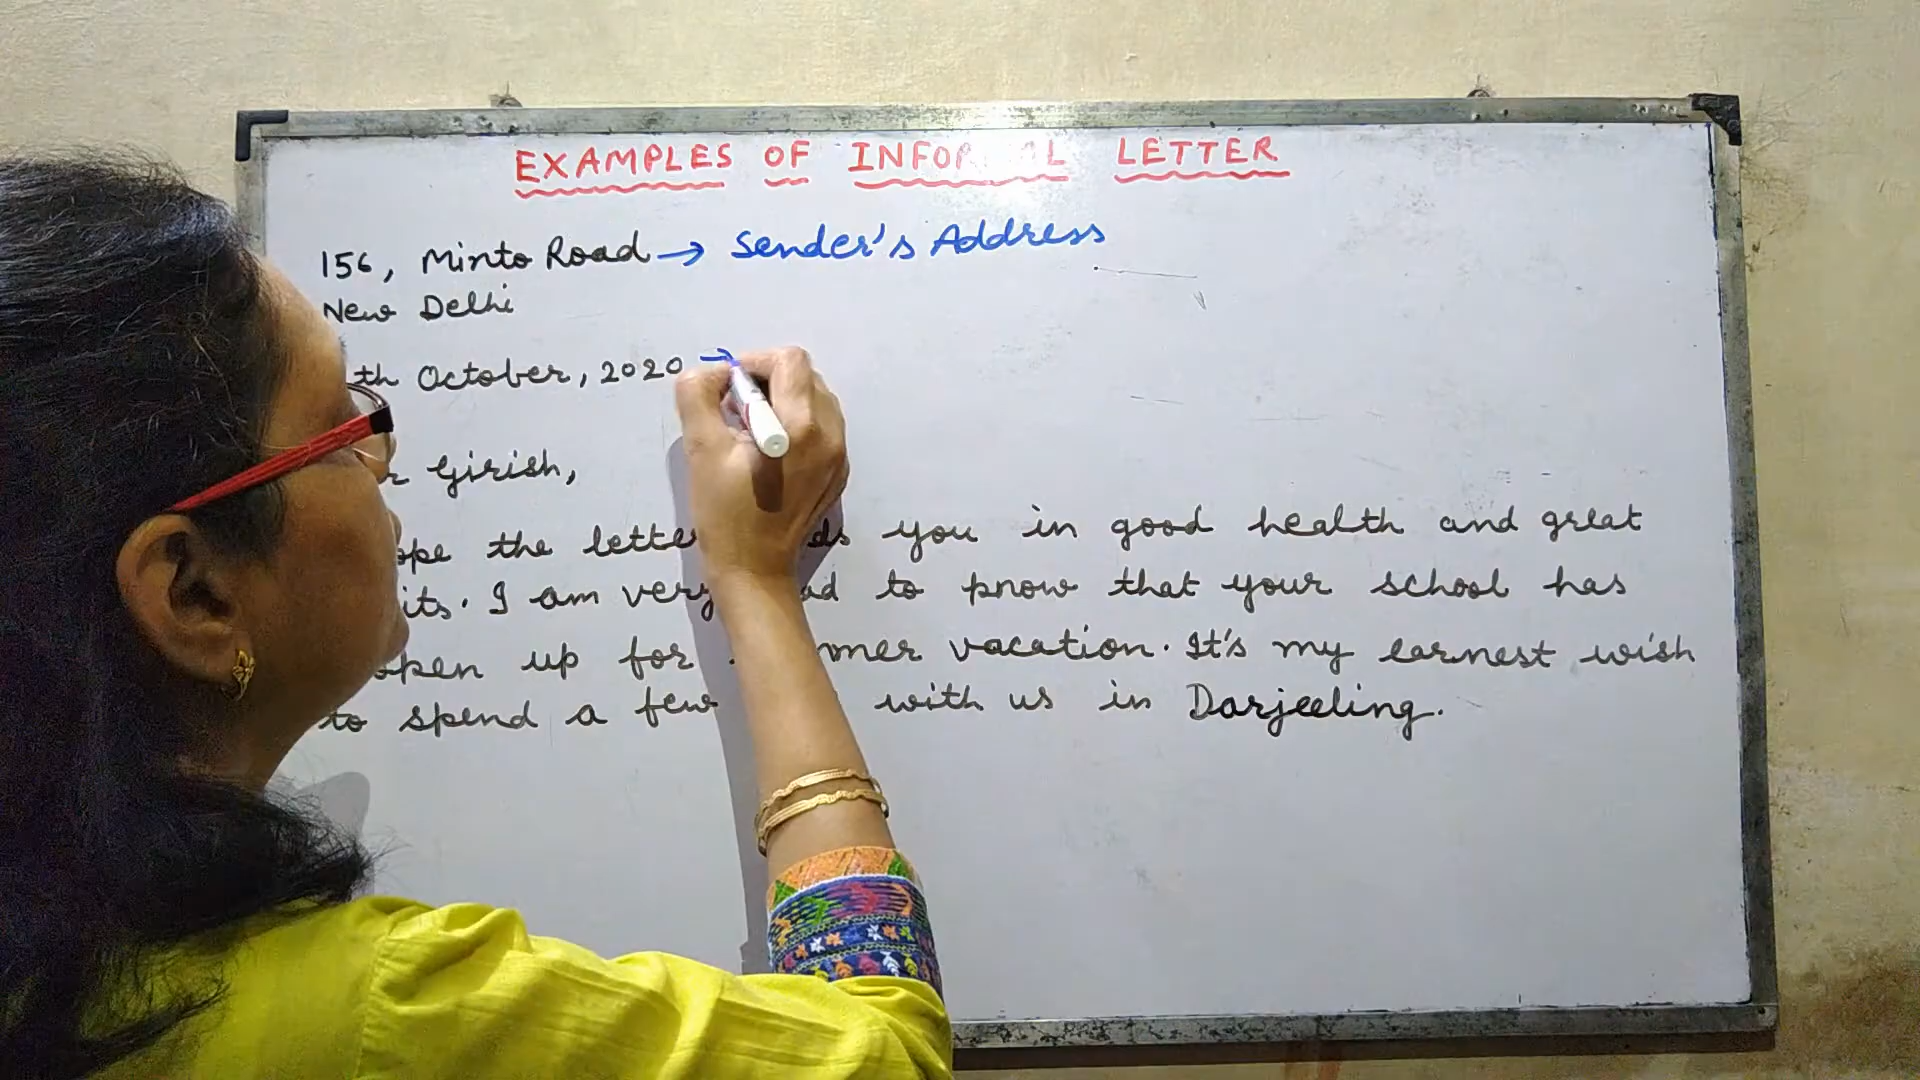 EXAMPLES OF INFORMAL LETTER
156, Minto Road → Sender's Address
New Delhi
th October, 2020 →
Girish,
the letter you in good health and great
I am very to know that your school has
up for vacation. It's my earnest wish
to spend a few with us in Darjeeling.